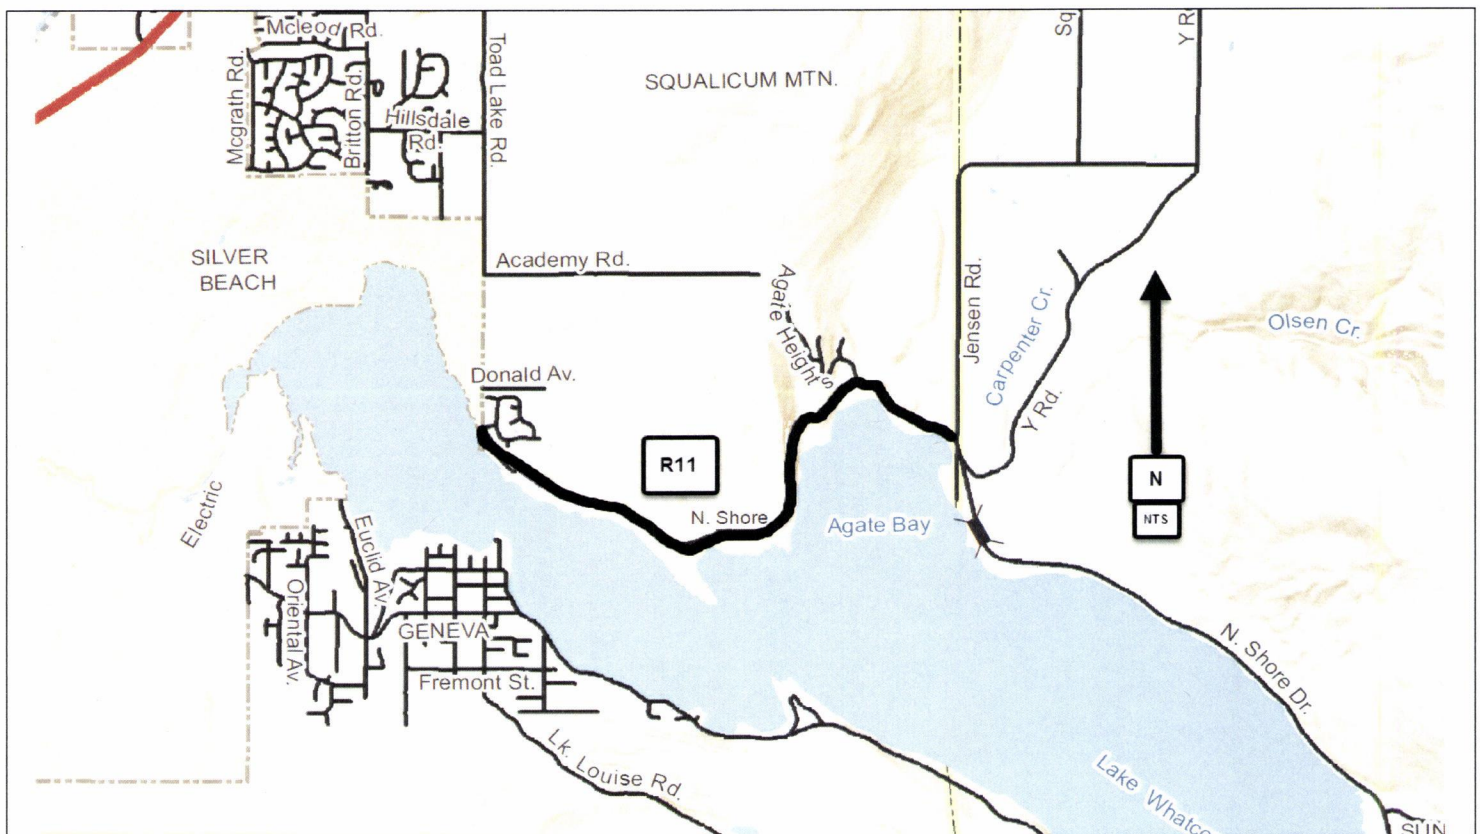 Mcleod Rd.
Mcgrath Rd.
Britton Rd.
Hillsdale
Rd.
Toad Lake Rd.
SQUALICUM MTN.
Sq
Y R
SILVER
BEACH
Academy Rd.
Agate Heights
Jensen Rd.
Carpenter Cr.
Y Rd.
Olsen Cr.
Donald Av.
R11
N
NTS
N. Shore
Agate Bay
Electric
Euclid Av.
Oriental Av.
GENEVA
Fremont St.
Lk. Louise Rd.
N. Shore Dr.
Lake Whatco
SUN